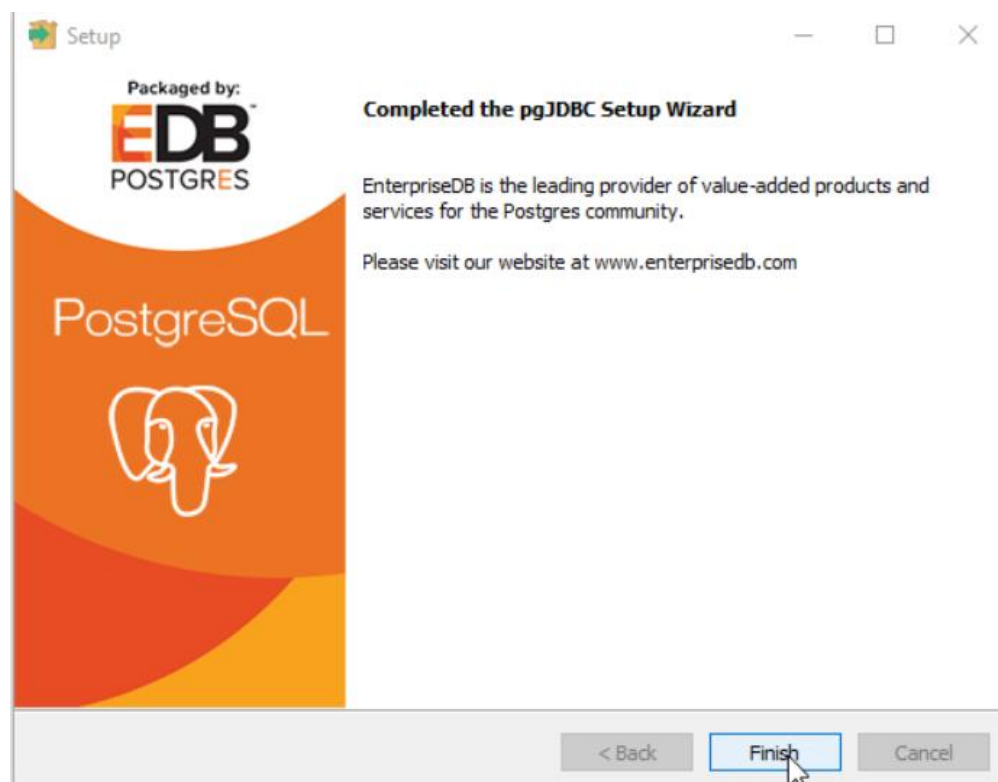 Setup
Packaged by:
EDB™
POSTGRES
PostgreSQL
Completed the pgJDBC Setup Wizard
EnterpriseDB is the leading provider of value-added products and
services for the Postgres community.
Please visit our website at www.enterprisedb.com
< Back
Finish
Cancel